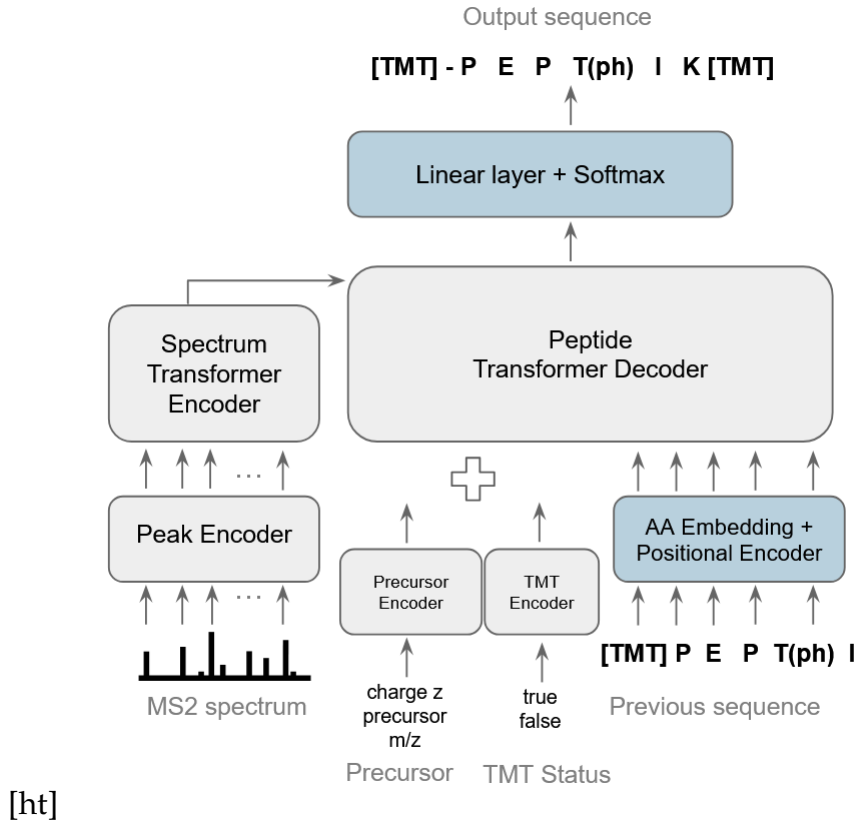 Output sequence
[TMT] - P E P T(ph) I K [TMT]
Linear layer + Softmax
Peptide
Transformer Decoder
Spectrum
Transformer
Encoder
...
Peak Encoder
...
MS2 spectrum
Precursor
Encoder
charge z
precursor
m/z
Precursor
TMT
Encoder
true
false
TMT Status
AA Embedding +
Positional Encoder
[TMT] P E P T(ph) I
Previous sequence
[ht]